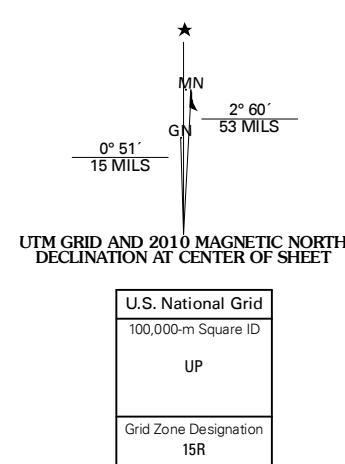 ★
MN
GN
2° 60´
53 MILS
0° 51´
15 MILS
UTM GRID AND 2010 MAGNETIC NORTH
DECLINATION AT CENTER OF SHEET
U.S. National Grid
100,000-m Square ID
UP
Grid Zone Designation
15R